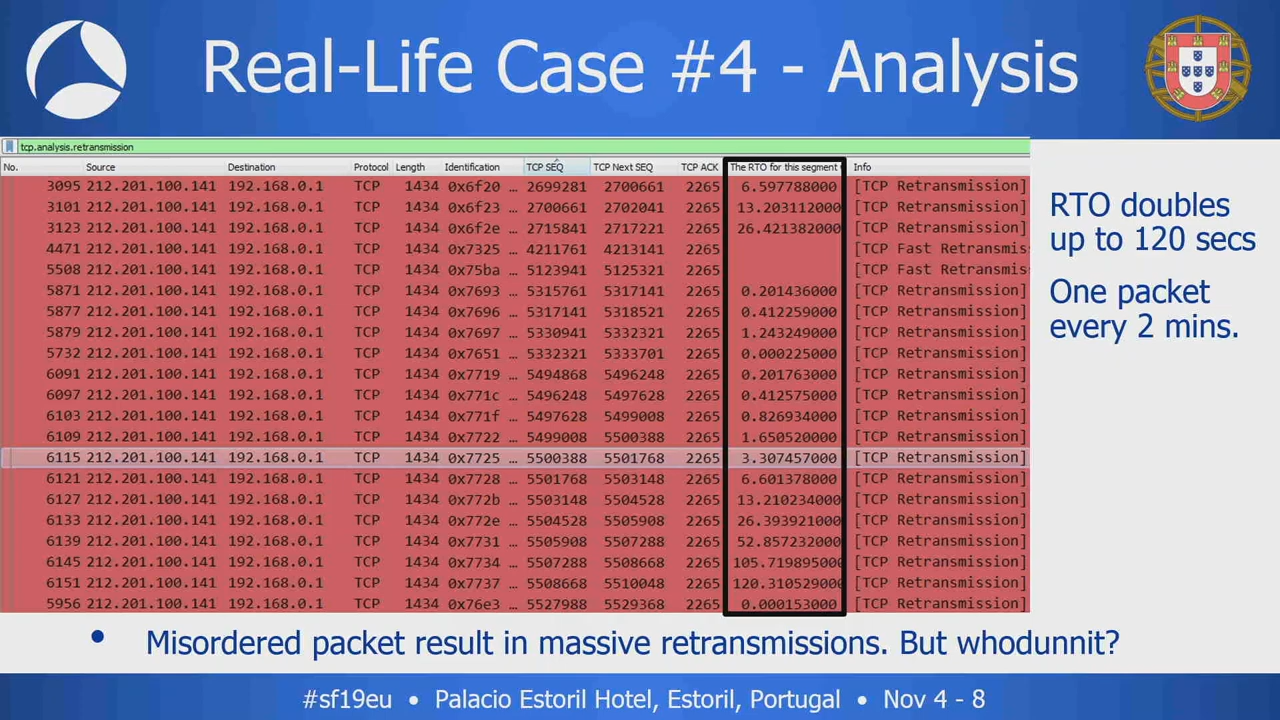 Real-Life Case #4 - Analysis
tcp.analysis.retransmission
No. Source Destination Protocol Length Identification TCP SEQ TCP Next SEQ TCP ACK The RTO for this segment Info
3095 212.201.100.141 192.168.0.1 TCP 1434 0x6f20 … 2699281 2700661 2265 6.597788000 [TCP Retransmission]
3101 212.201.100.141 192.168.0.1 TCP 1434 0x6f23 … 2700661 2702041 2265 13.203112000 [TCP Retransmission]
3123 212.201.100.141 192.168.0.1 TCP 1434 0x6f2e … 2715841 2717221 2265 26.421382000 [TCP Retransmission]
4471 212.201.100.141 192.168.0.1 TCP 1434 0x7325 … 4211761 4213141 2265 [TCP Fast Retransmis
5508 212.201.100.141 192.168.0.1 TCP 1434 0x75ba … 5123941 5125321 2265 [TCP Fast Retransmis
5871 212.201.100.141 192.168.0.1 TCP 1434 0x7693 … 5315761 5317141 2265 0.201436000 [TCP Retransmission]
5877 212.201.100.141 192.168.0.1 TCP 1434 0x7696 … 5317141 5318521 2265 0.412259000 [TCP Retransmission]
5879 212.201.100.141 192.168.0.1 TCP 1434 0x7697 … 5330941 5332321 2265 1.243249000 [TCP Retransmission]
5732 212.201.100.141 192.168.0.1 TCP 1434 0x7651 … 5332321 5333701 2265 0.000225000 [TCP Retransmission]
6091 212.201.100.141 192.168.0.1 TCP 1434 0x7719 … 5494868 5496248 2265 0.201763000 [TCP Retransmission]
6097 212.201.100.141 192.168.0.1 TCP 1434 0x771c … 5496248 5497628 2265 0.412575000 [TCP Retransmission]
6103 212.201.100.141 192.168.0.1 TCP 1434 0x771f … 5497628 5499008 2265 0.826934000 [TCP Retransmission]
6109 212.201.100.141 192.168.0.1 TCP 1434 0x7722 … 5499008 5500388 2265 1.650520000 [TCP Retransmission]
6115 212.201.100.141 192.168.0.1 TCP 1434 0x7725 … 5500388 5501768 2265 3.307457000 [TCP Retransmission]
6121 212.201.100.141 192.168.0.1 TCP 1434 0x7728 … 5501768 5503148 2265 6.601378000 [TCP Retransmission]
6127 212.201.100.141 192.168.0.1 TCP 1434 0x772b … 5503148 5504528 2265 13.210234000 [TCP Retransmission]
6133 212.201.100.141 192.168.0.1 TCP 1434 0x772e … 5504528 5505908 2265 26.393921000 [TCP Retransmission]
6139 212.201.100.141 192.168.0.1 TCP 1434 0x7731 … 5505908 5507288 2265 52.857232000 [TCP Retransmission]
6145 212.201.100.141 192.168.0.1 TCP 1434 0x7734 … 5507288 5508668 2265 105.719895000 [TCP Retransmission]
6151 212.201.100.141 192.168.0.1 TCP 1434 0x7737 … 5508668 5510048 2265 120.310529000 [TCP Retransmission]
5956 212.201.100.141 192.168.0.1 TCP 1434 0x76e3 … 5527988 5529368 2265 0.000153000 [TCP Retransmission]
RTO doubles
up to 120 secs
One packet
every 2 mins.
• Misordered packet result in massive retransmissions. But whodunnit?
#sf19eu • Palacio Estoril Hotel, Estoril, Portugal • Nov 4 - 8